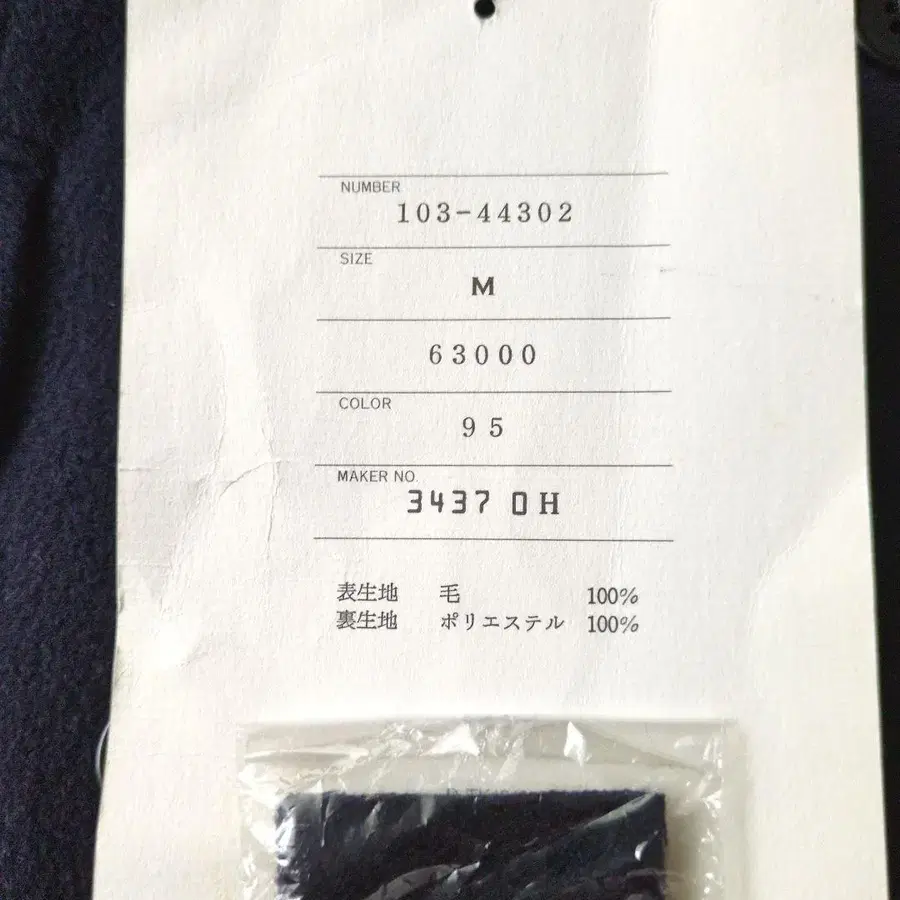 NUMBER
103-44302
SIZE
M
63000
COLOR
95
MAKER NO.
3437 0H
表生地 毛 100%
裏生地 ポリエステル 100%